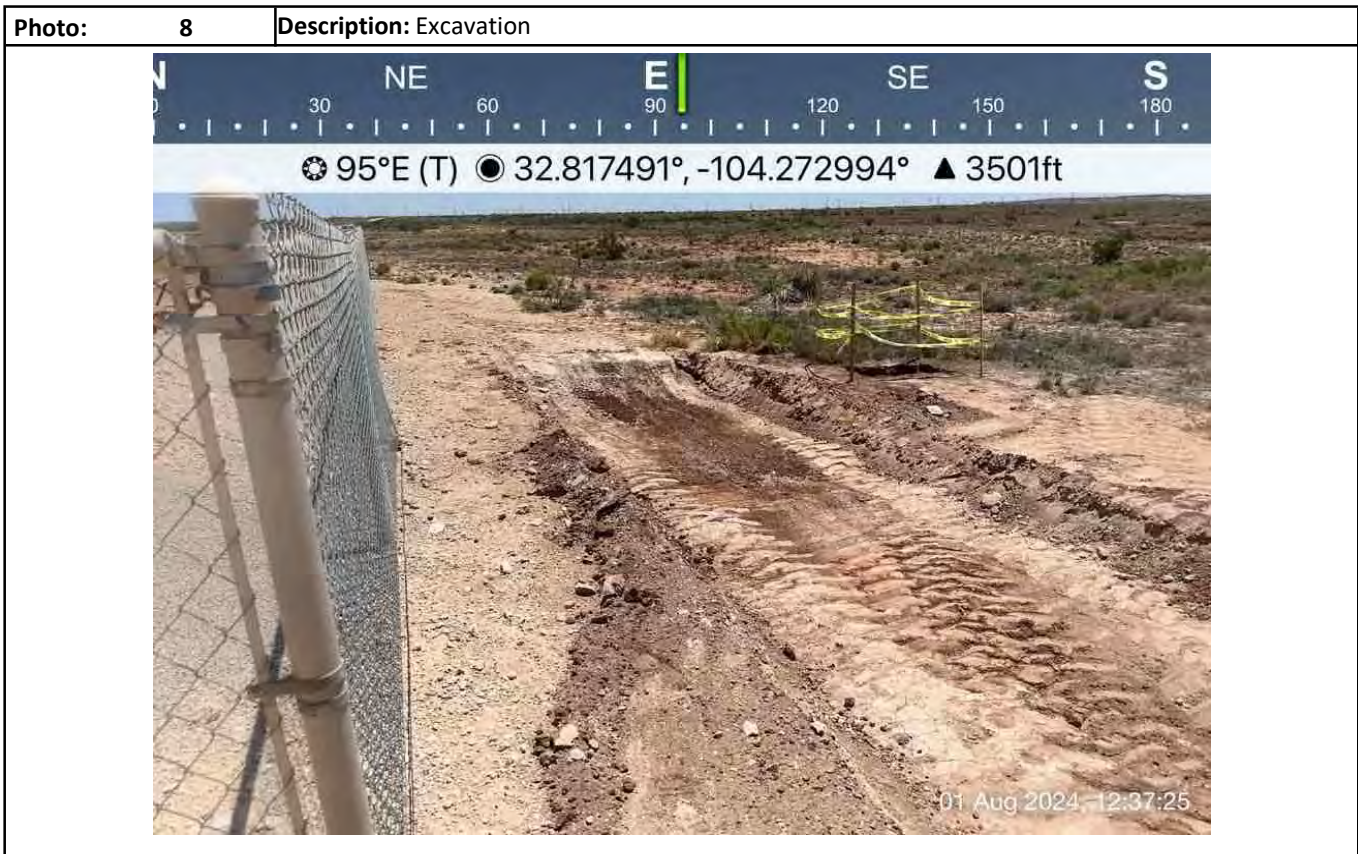 Photo: 8 Description: Excavation
N NE E SE S
30 60 90 120 150 180
95°E (T) 32.817491°, -104.272994° ▲ 3501ft
01 Aug 2024, 12:37:25